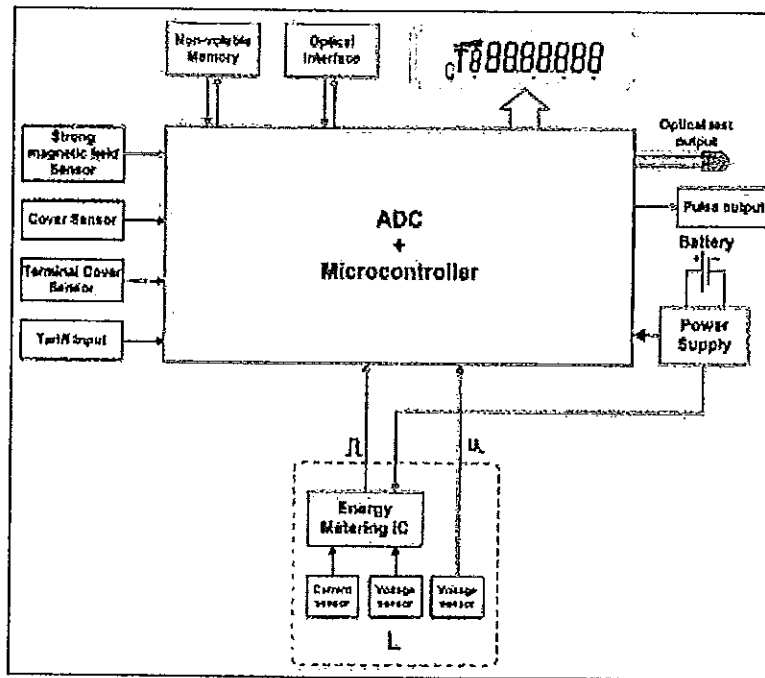 Non-volatile
Memory
Optical
Interface
Strong
magnetic field
Sensor
Optical test
output
Cover Sensor
ADC
+
Microcontroller
Pulse output
Battery
Terminal Cover
Sensor
Tariff Input
Power
Supply
Energy
Metering IC
Current
sensor
Voltage
sensor
Voltage
sensor
L